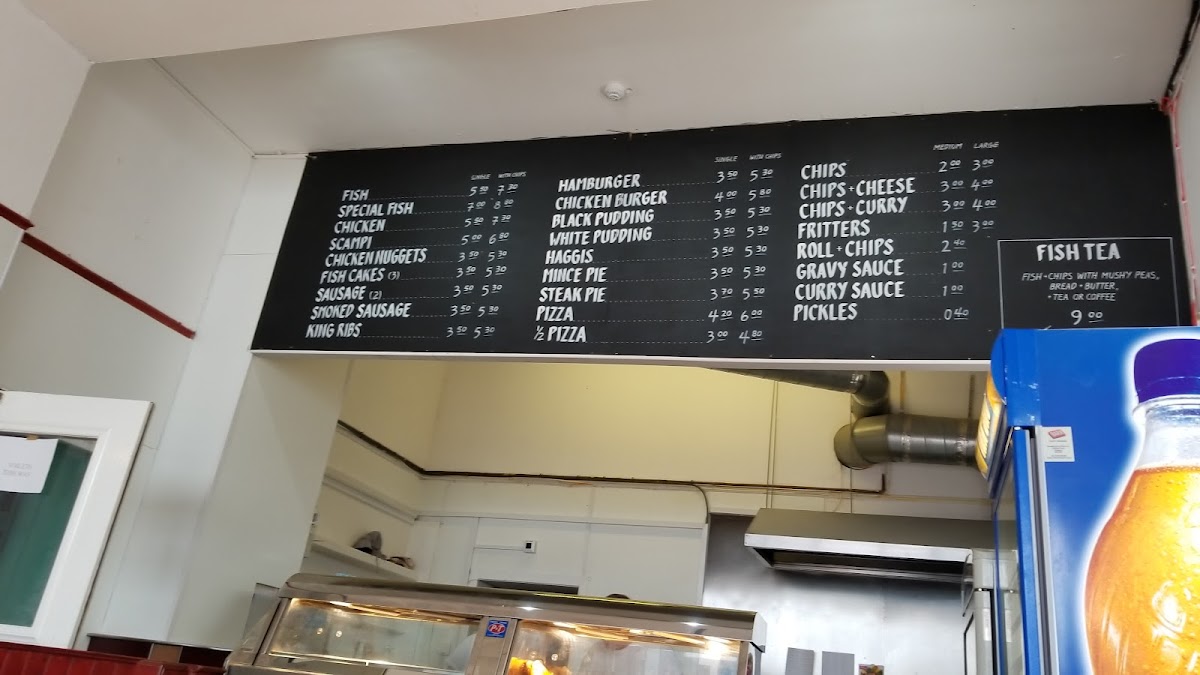 SINGLE WITH CHIPS
FISH 5 50 7 30
SPECIAL FISH 7 00 8 80
CHICKEN 5 50 7 30
SCAMPI 5 00 6 80
CHICKEN NUGGETS 3 50 5 30
FISH CAKES (3) 3 50 5 30
SAUSAGE (2) 3 50 5 30
SMOKED SAUSAGE 3 50 5 30
KING RIBS 3 50 5 30
SINGLE WITH CHIPS
HAMBURGER 3 50 5 30
CHICKEN BURGER 4 00 5 80
BLACK PUDDING 3 50 5 30
WHITE PUDDING 3 50 5 30
HAGGIS 3 50 5 30
MINCE PIE 3 50 5 30
STEAK PIE 3 70 5 50
PIZZA 4 20 6 00
½ PIZZA 3 00 4 80
MEDIUM LARGE
CHIPS 2 00 3 00
CHIPS + CHEESE 3 00 4 00
CHIPS + CURRY 3 00 4 00
FRITTERS 1 50 3 00
ROLL + CHIPS 2 40
GRAVY SAUCE 1 00
CURRY SAUCE 1 00
PICKLES 0 40
FISH TEA
FISH + CHIPS WITH MUSHY PEAS,
BREAD + BUTTER,
+ TEA OR COFFEE
9 00